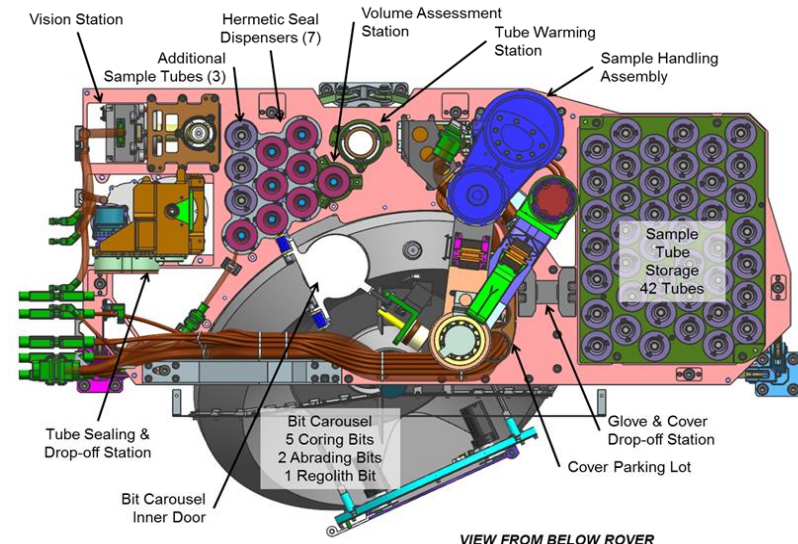 Vision Station
Hermetic Seal
Dispensers (7)
Volume Assessment
Station
Additional
Sample Tubes (3)
Tube Warming
Station
Sample Handling
Assembly
Sample
Tube
Storage
42 Tubes
Tube Sealing &
Drop-off Station
Bit Carousel
5 Coring Bits
2 Abrading Bits
1 Regolith Bit
Glove & Cover
Drop-off Station
Cover Parking Lot
Bit Carousel
Inner Door
VIEW FROM BELOW ROVER